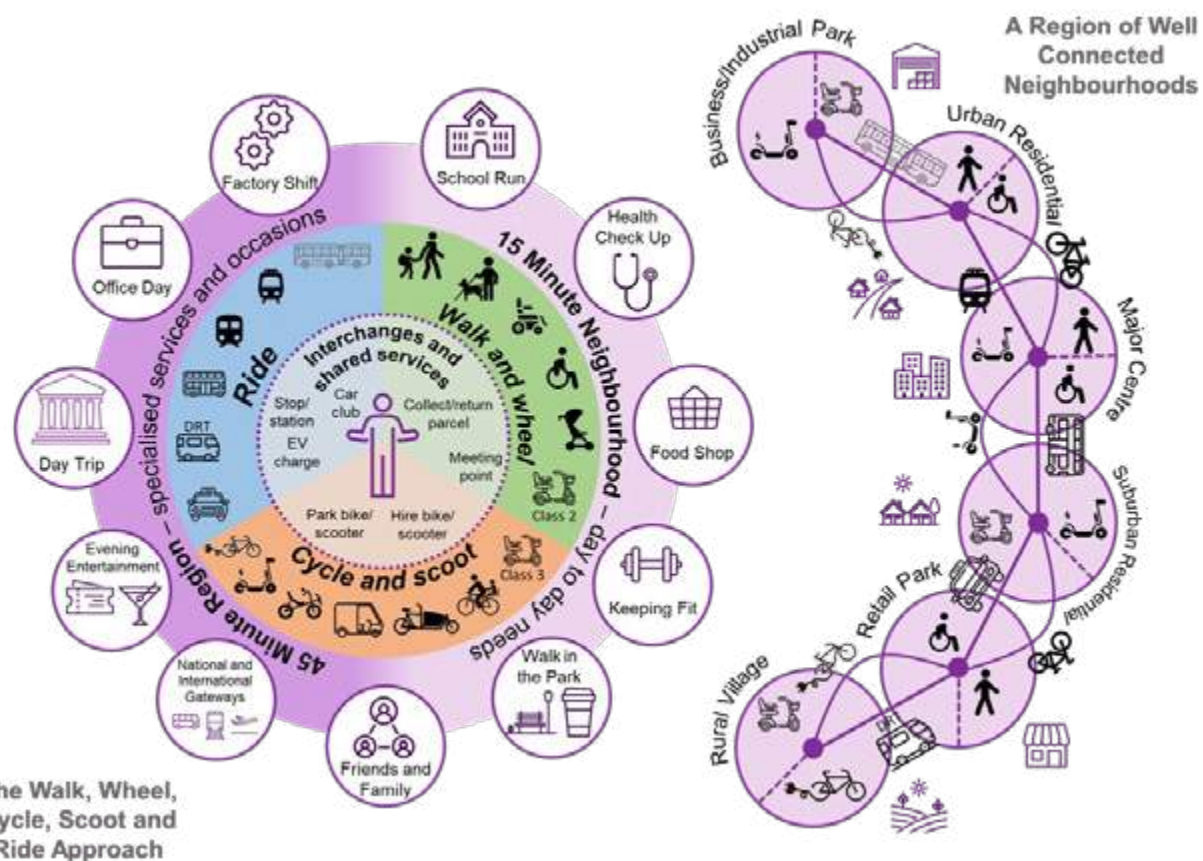 A Region of Well
Connected
Neighbourhoods
Factory Shift
School Run
Health
Check Up
Food Shop
Keeping Fit
Walk in
the Park
Friends and
Family
National and
International
Gateways
Evening
Entertainment
Day Trip
Office Day
45 Minute Region – specialised services and occasions
15 Minute Neighbourhood – day to day needs
Ride
DRT
Walk and wheel/
Class 2
Cycle and scoot
Class 3
Interchanges and
shared services
Stop/
station
Car
club
Collect/return
parcel
EV
charge
Meeting
point
Park bike/
scooter
Hire bike/
scooter
Business/Industrial Park
Urban Residential
Major Centre
Suburban Residential
Retail Park
Rural Village
DRT
he Walk, Wheel,
ycle, Scoot and
Ride Approach